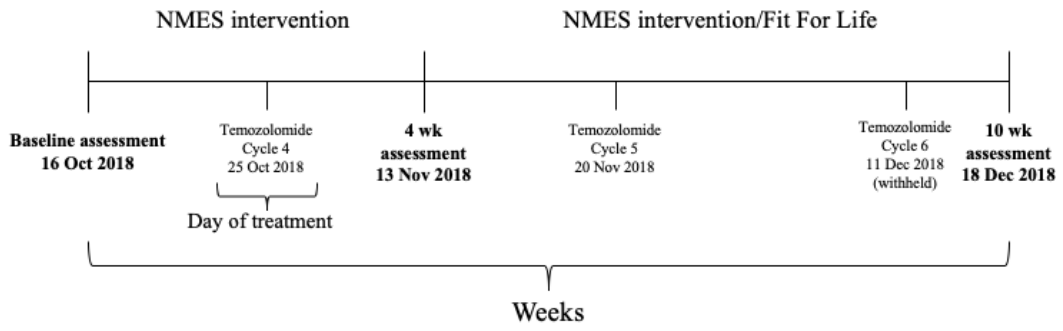 NMES intervention
NMES intervention/Fit For Life
Baseline assessment
16 Oct 2018
Temozolomide
Cycle 4
25 Oct 2018
Day of treatment
4 wk
assessment
13 Nov 2018
Temozolomide
Cycle 5
20 Nov 2018
Temozolomide
Cycle 6
11 Dec 2018
(withheld)
10 wk
assessment
18 Dec 2018
Weeks